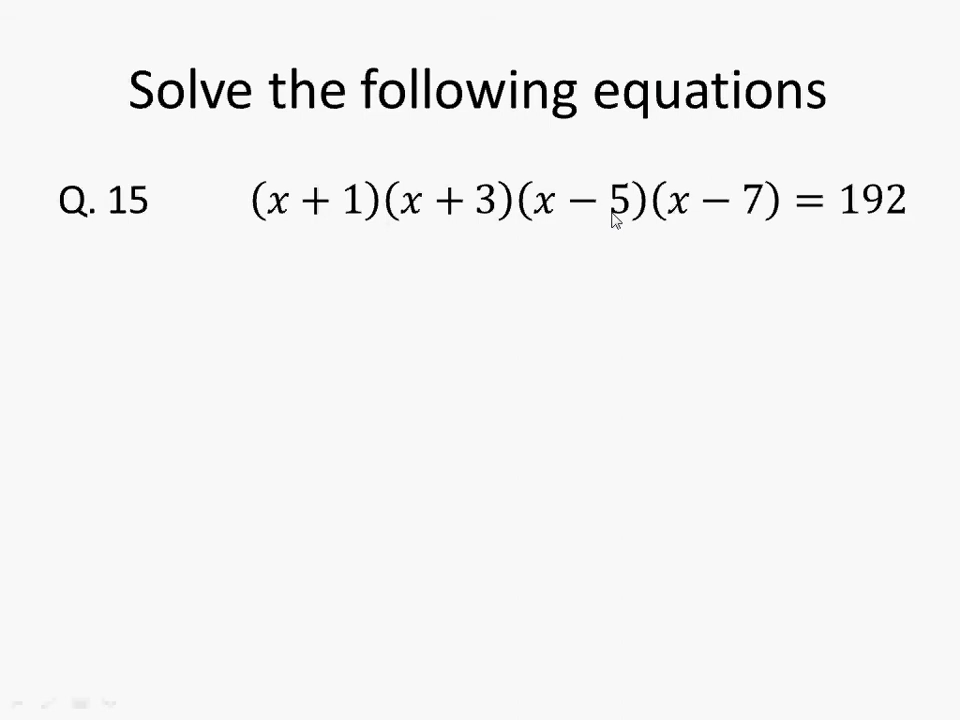 Solve the following equations
Q. 15 (x + 1)(x + 3)(x − 5)(x − 7) = 192